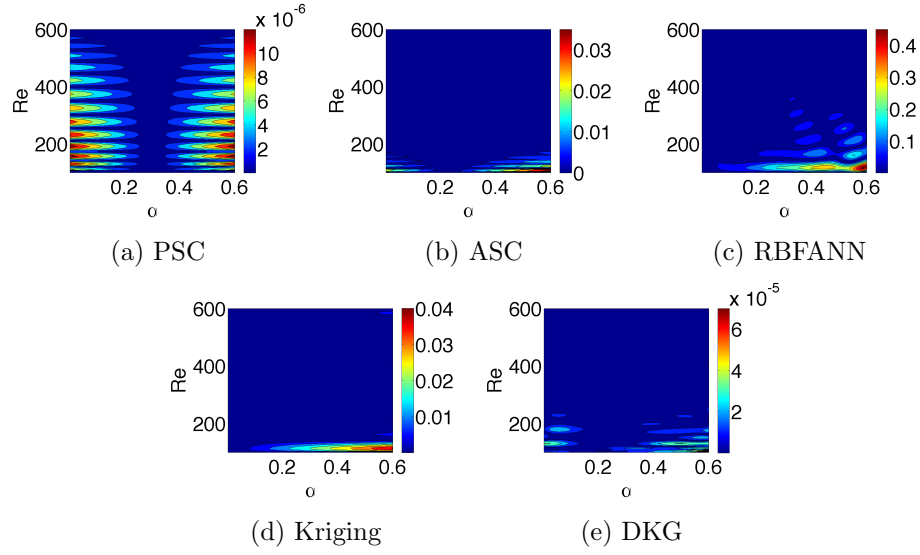 x 10⁻⁶
600
400
200
Re
10
8
6
4
2
0.2 0.4 0.6
α
(a) PSC
600
400
200
Re
0.03
0.02
0.01
0
0.2 0.4 0.6
α
(b) ASC
600
400
200
Re
0.4
0.3
0.2
0.1
0.2 0.4 0.6
α
(c) RBFANN
600
400
200
Re
0.04
0.03
0.02
0.01
0.2 0.4 0.6
α
(d) Kriging
x 10⁻⁵
600
400
200
Re
6
4
2
0.2 0.4 0.6
α
(e) DKG